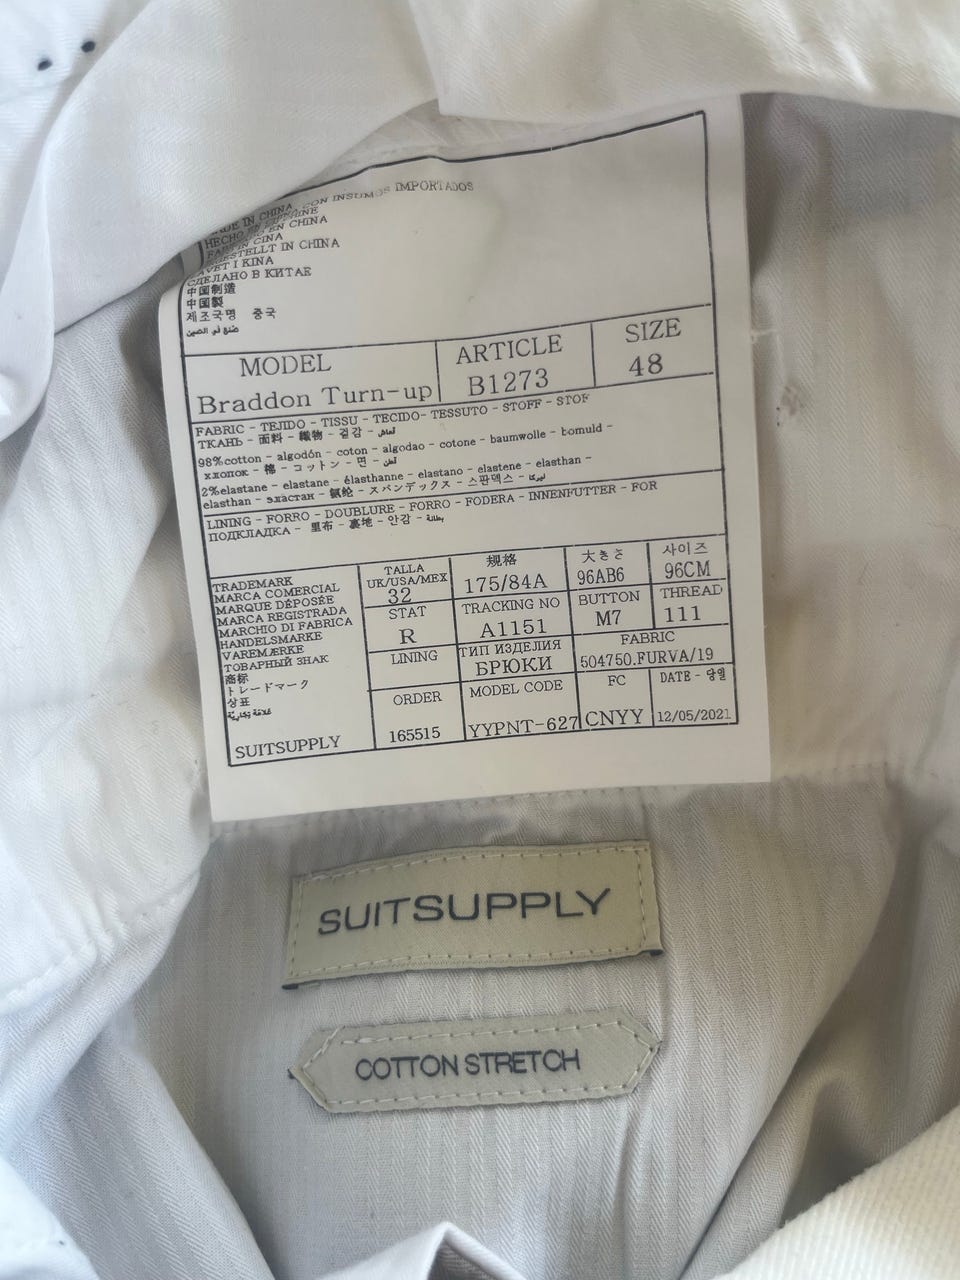 MADE IN CHINA, CON INSUMOS IMPORTADOS
HECHO EN CHINA
IN CINA
HERGESTELLT IN CHINA
LAVET I KINA
СДЕЛАНО В КИТАЕ
中国制造
中國製
제조국명 중국
صنع في الصين
MODEL
Braddon Turn-up
ARTICLE
B1273
SIZE
48
FABRIC - TEJIDO - TISSU - TECIDO- TESSUTO - STOFF - STOF
ТКАНЬ - 面料 - 織物 - 겉감 - قماش
98%cotton - algodón - coton - algodao - cotone - baumwolle - bomuld -
хлопок - 棉 - コットン - 면 - قطن
2%elastane - elastane - élasthanne - elastano - elastene - elasthan -
elasthan - эластан - 氨纶 - スパンデックス - 스판덱스 - ليكرا
LINING - FORRO - DOUBLURE - FORRO - FODERA - INNENFUTTER - FOR
ПОДКЛАДКА - 里布 - 裏地 - 안감 - بطانة
TRADEMARK
MARCA COMERCIAL
MARQUE DÉPOSÉE
MARCA REGISTRADA
MARCHIO DI FABRICA
HANDELSMARKE
VAREMÆRKE
ТОВАРНЫЙ ЗНАК
商标
トレードマーク
상표
علامة تجارية
SUITSUPPLY
TALLA
UK/USA/MEX
32
规格
175/84A
大きさ
96AB6
사이즈
96CM
STAT
R
TRACKING NO
A1151
BUTTON
M7
THREAD
111
LINING
ТИП ИЗДЕЛИЯ
БРЮКИ
FABRIC
504750.FURVA/19
ORDER
165515
MODEL CODE
YYPNT-627
FC
CNYY
DATE - 당일
12/05/2021
SUITSUPPLY
COTTON STRETCH